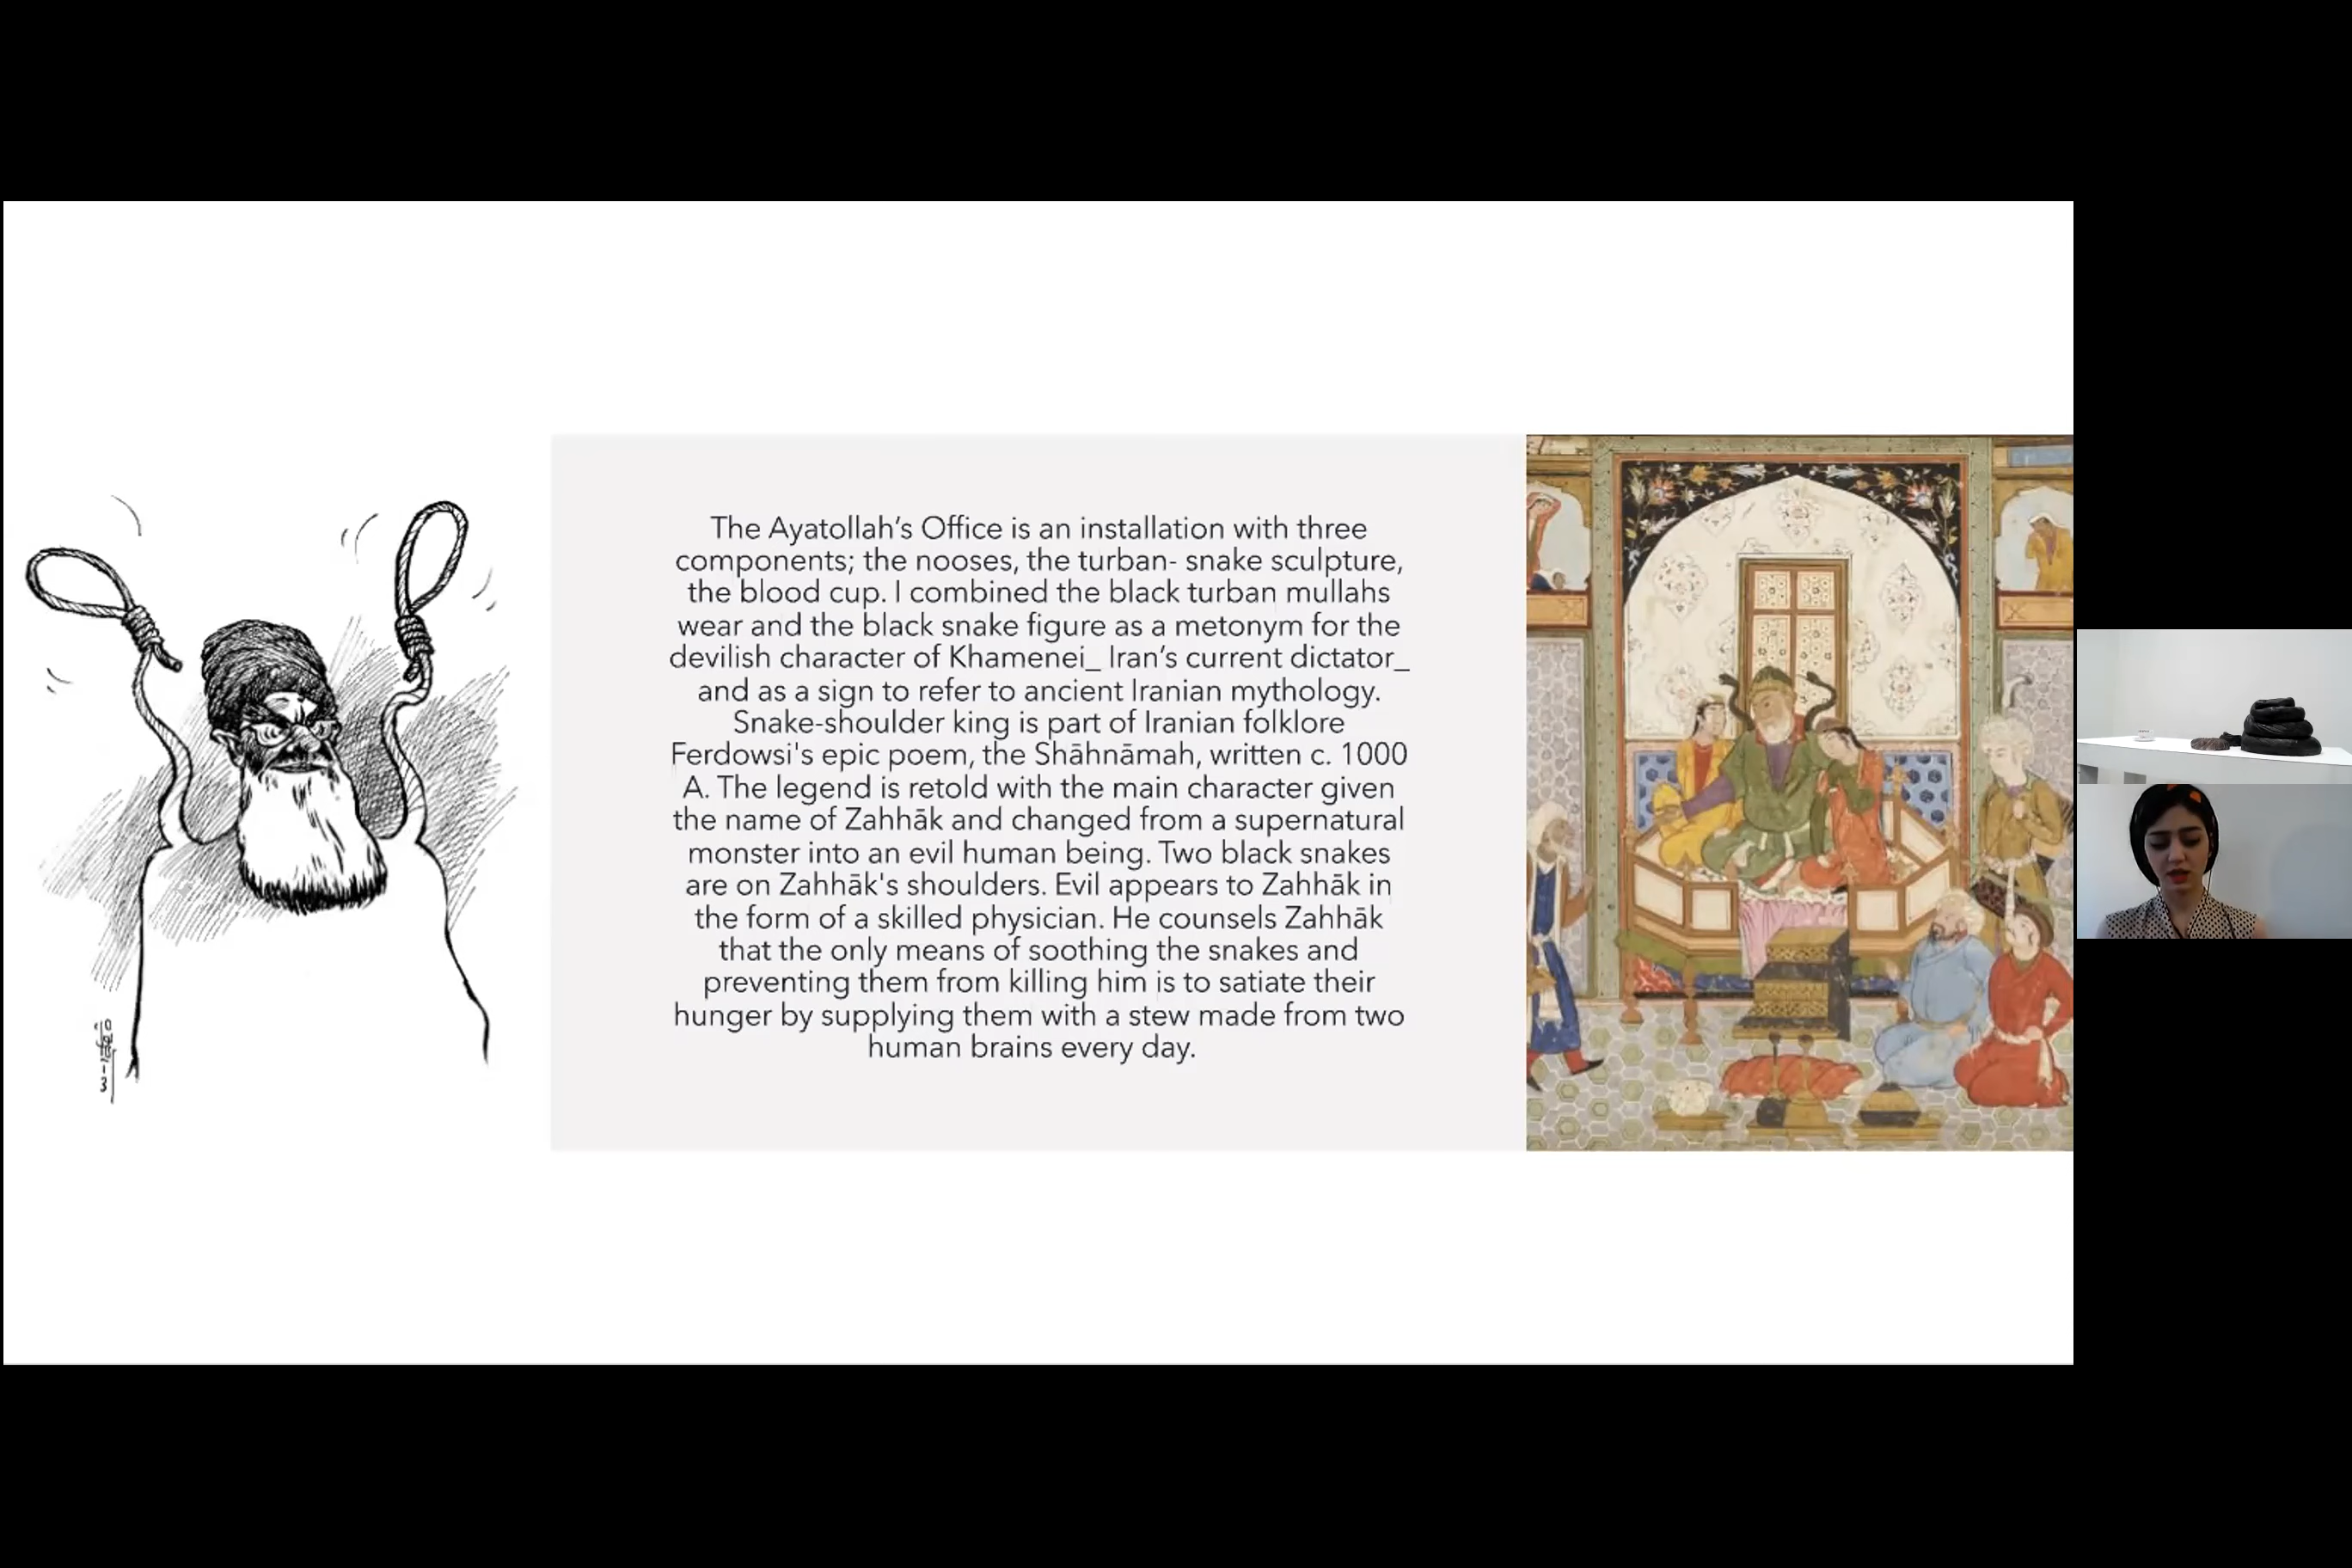 The Ayatollah’s Office is an installation with three
components; the nooses, the turban- snake sculpture,
the blood cup. I combined the black turban mullahs
wear and the black snake figure as a metonym for the
devilish character of Khamenei_ Iran’s current dictator_
and as a sign to refer to ancient Iranian mythology.
Snake-shoulder king is part of Iranian folklore
Ferdowsi's epic poem, the Shāhnāmah, written c. 1000
A. The legend is retold with the main character given
the name of Zahhāk and changed from a supernatural
monster into an evil human being. Two black snakes
are on Zahhāk's shoulders. Evil appears to Zahhāk in
the form of a skilled physician. He counsels Zahhāk
that the only means of soothing the snakes and
preventing them from killing him is to satiate their
hunger by supplying them with a stew made from two
human brains every day.